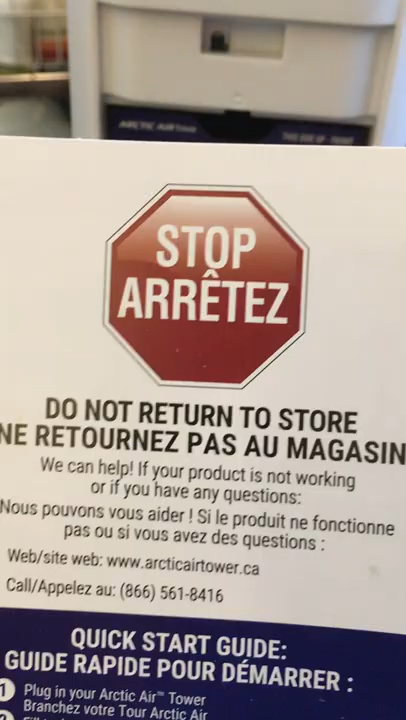 ARCTIC AIR
STOP
ARRÊTEZ
DO NOT RETURN TO STORE
NE RETOURNEZ PAS AU MAGASIN
We can help! If your product is not working
or if you have any questions:
Nous pouvons vous aider ! Si le produit ne fonctionne
pas ou si vous avez des questions :
Web/site web: www.arcticairtower.ca
Call/Appelez au: (866) 561-8416
QUICK START GUIDE:
GUIDE RAPIDE POUR DÉMARRER :
1 Plug in your Arctic Air™ Tower
Branchez votre Tour Arctic Air